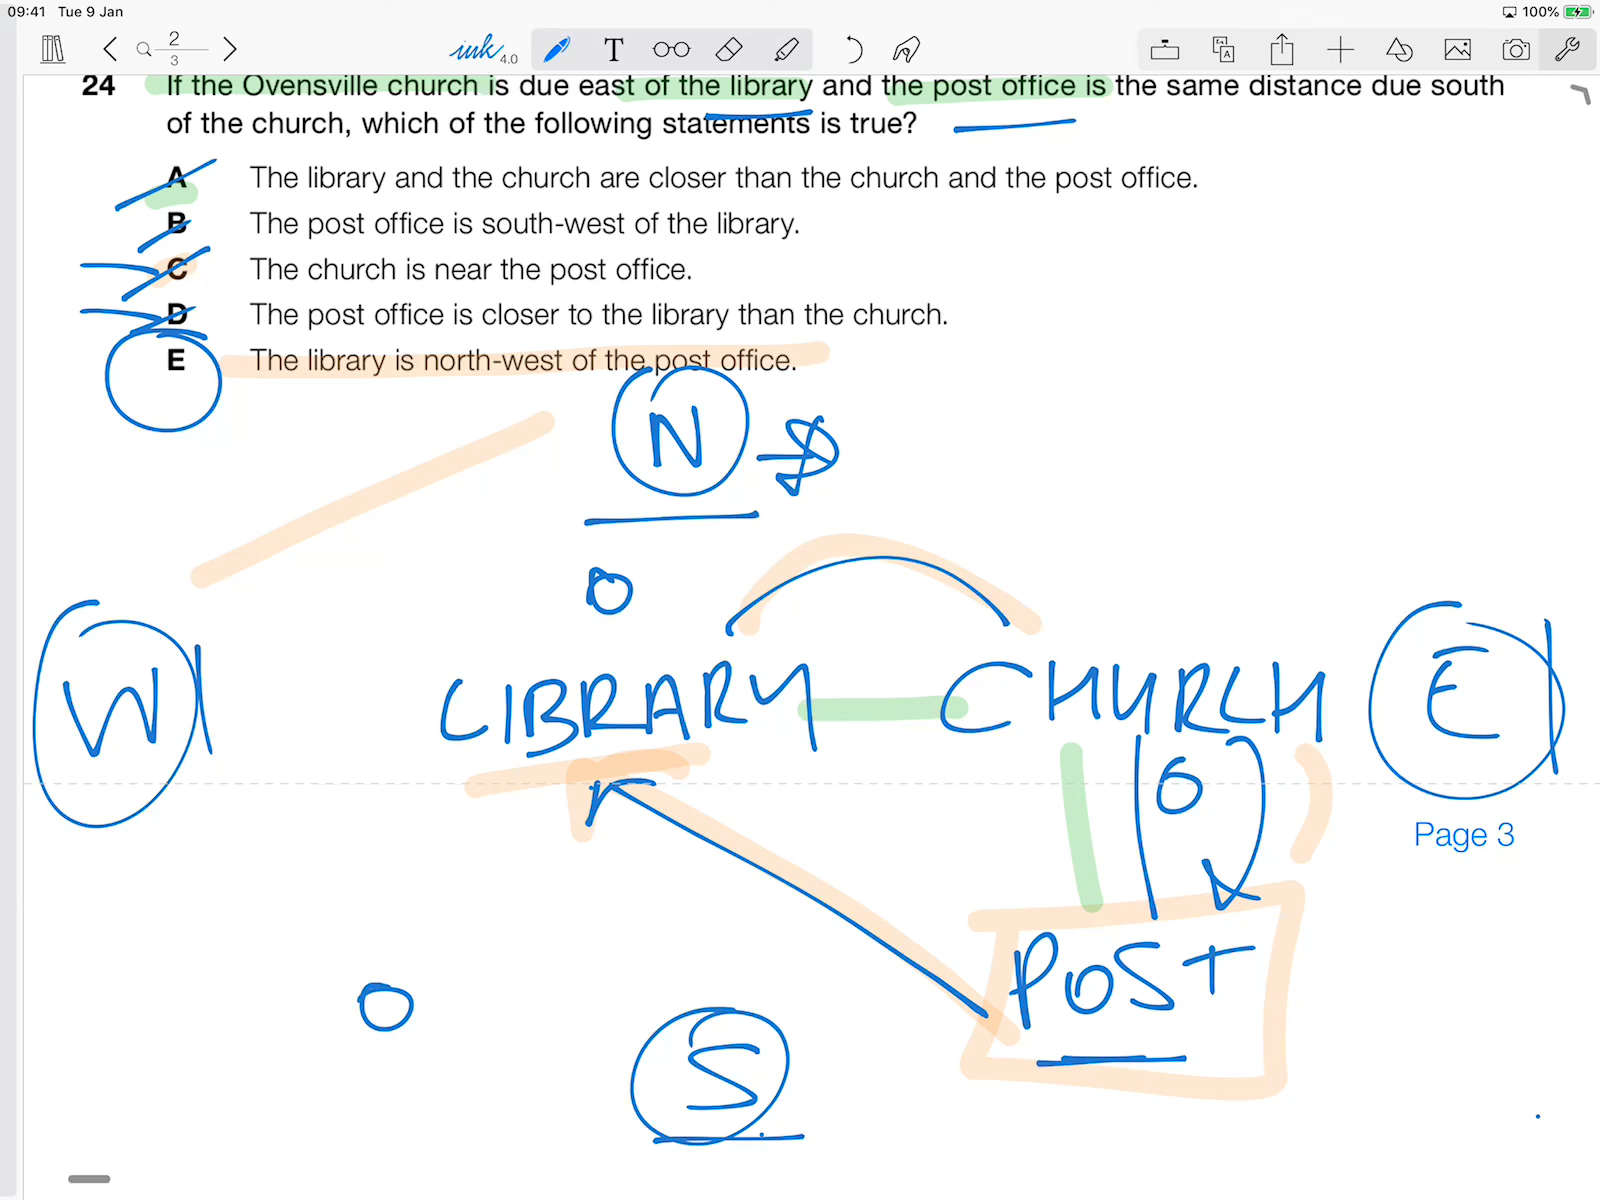 09:41 Tue 9 Jan
100%
2
3
ink 4.0
T
24 If the Ovensville church is due east of the library and the post office is the same distance due south
of the church, which of the following statements is true?
A The library and the church are closer than the church and the post office.
B The post office is south-west of the library.
C The church is near the post office.
D The post office is closer to the library than the church.
E The library is north-west of the post office.
N
W
LIBRARY CHURCH
E
Page 3
POST
S